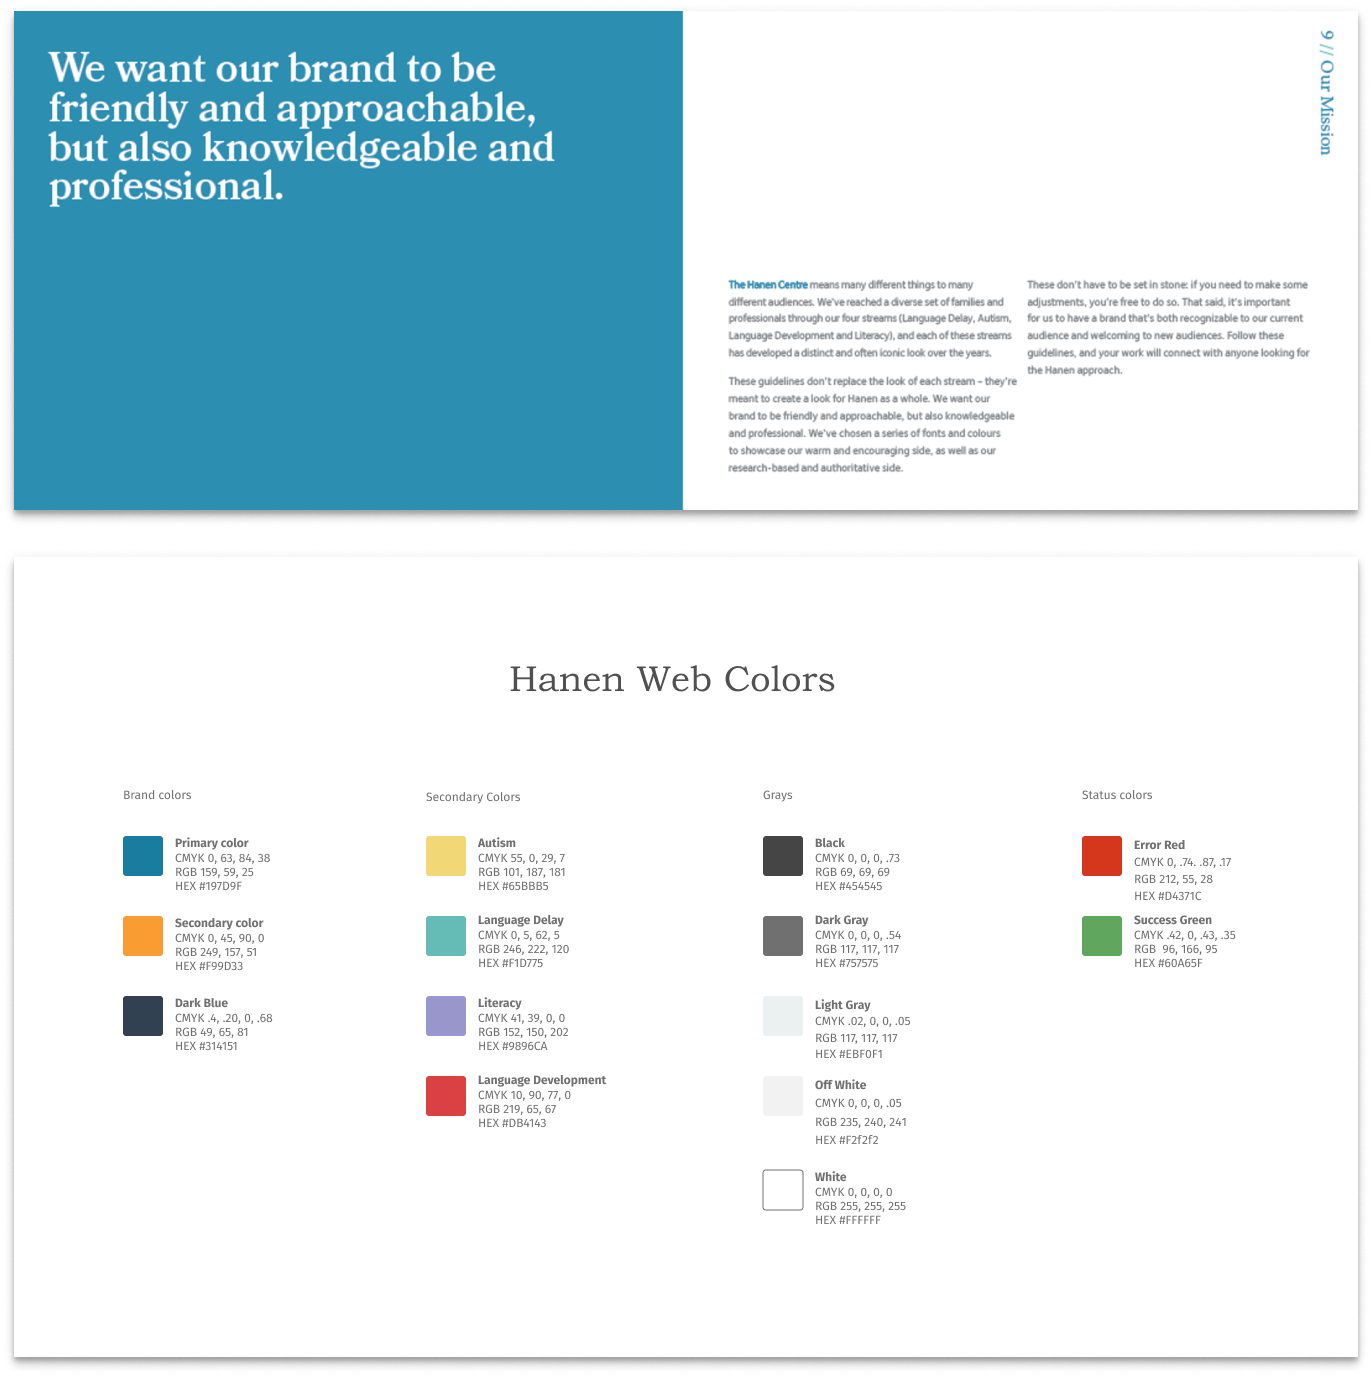 We want our brand to be
friendly and approachable,
but also knowledgeable and
professional.
9 // Our Mission
The Hanen Centre means many different things to many
different audiences. We've reached a diverse set of families and
professionals through our four streams (Language Delay, Autism,
Language Development and Literacy), and each of these streams
has developed a distinct and often iconic look over the years.
These guidelines don't replace the look of each stream – they're
meant to create a look for Hanen as a whole. We want our
brand to be friendly and approachable, but also knowledgeable
and professional. We've chosen a series of fonts and colours
to showcase our warm and encouraging side, as well as our
research-based and authoritative side.
These don't have to be set in stone: if you need to make some
adjustments, you're free to do so. That said, it's important
for us to have a brand that's both recognizable to our current
audience and welcoming to new audiences. Follow these
guidelines, and your work will connect with anyone looking for
the Hanen approach.
Hanen Web Colors
Brand colors
Primary color
CMYK 0, 63, 84, 38
RGB 159, 59, 25
HEX #197D9F
Secondary color
CMYK 0, 45, 90, 0
RGB 249, 157, 51
HEX #F99D33
Dark Blue
CMYK .4, .20, 0, .68
RGB 49, 65, 81
HEX #314151
Secondary Colors
Autism
CMYK 55, 0, 29, 7
RGB 101, 187, 181
HEX #65BBB5
Language Delay
CMYK 0, 5, 62, 5
RGB 246, 222, 120
HEX #F1D775
Literacy
CMYK 41, 39, 0, 0
RGB 152, 150, 202
HEX #9896CA
Language Development
CMYK 10, 90, 77, 0
RGB 219, 65, 67
HEX #DB4143
Grays
Black
CMYK 0, 0, 0, .73
RGB 69, 69, 69
HEX #454545
Dark Gray
CMYK 0, 0, 0, .54
RGB 117, 117, 117
HEX #757575
Light Gray
CMYK .02, 0, 0, .05
RGB 117, 117, 117
HEX #EBF0F1
Off White
CMYK 0, 0, 0, .05
RGB 235, 240, 241
HEX #F2f2f2
White
CMYK 0, 0, 0, 0
RGB 255, 255, 255
HEX #FFFFFF
Status colors
Error Red
CMYK 0, .74. .87, .17
RGB 212, 55, 28
HEX #D4371C
Success Green
CMYK .42, 0, .43, .35
RGB  96, 166, 95
HEX #60A65F